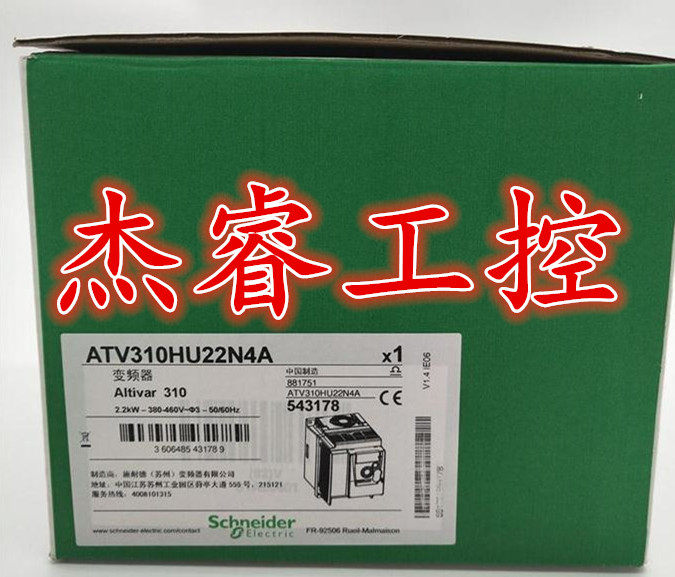 杰睿工控
ATV310HU22N4A
x1
变频器
Altivar 310
2.2kW - 380-460V~Φ3 - 50/60Hz
中国制造
881751
ATV310HU22N4A
543178
CE
V1.4 IE06
3 606485 43178 9
制造商: 施耐德 (苏州) 变频器有限公司
地址: 中国江苏苏州工业园区葑亭大道 559 号, 215121
服务热线: 4008101315
www.schneider-electric.com/contact
Schneider
Electric
FR-92506 Rueil-Malmaison